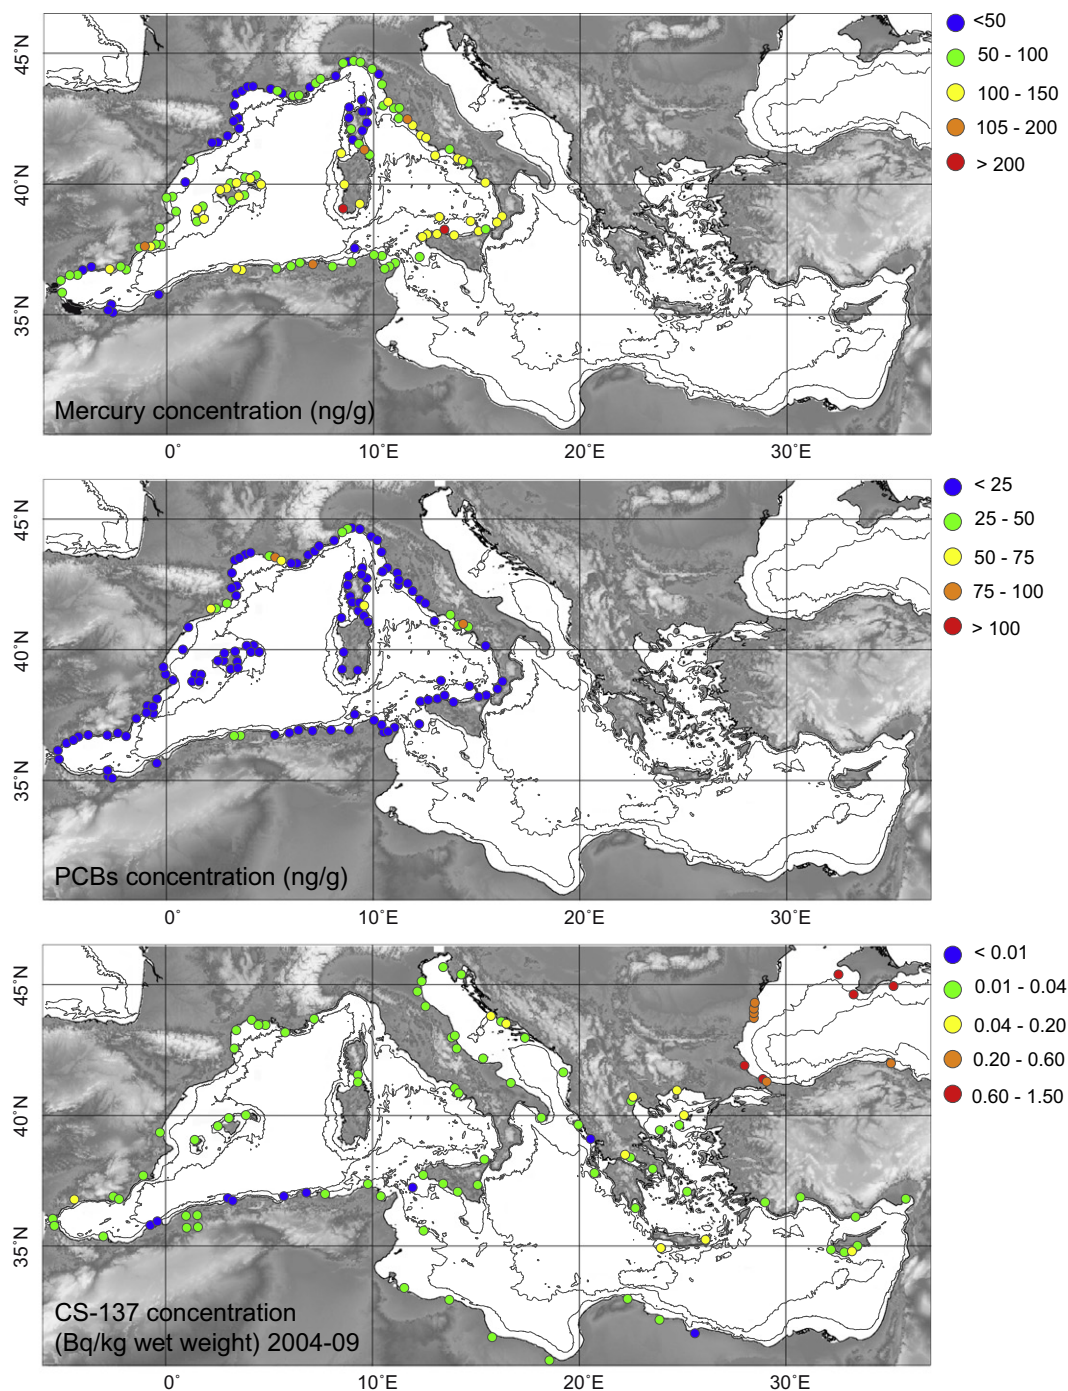 45˚N
40˚N
35˚N
<50
50 - 100
100 - 150
105 - 200
> 200
Mercury concentration (ng/g)
0˚
10˚E
20˚E
30˚E
45˚N
40˚N
35˚N
< 25
25 - 50
50 - 75
75 - 100
> 100
PCBs concentration (ng/g)
0˚
10˚E
20˚E
30˚E
45˚N
40˚N
35˚N
< 0.01
0.01 - 0.04
0.04 - 0.20
0.20 - 0.60
0.60 - 1.50
CS-137 concentration
(Bq/kg wet weight) 2004-09
0˚
10˚E
20˚E
30˚E